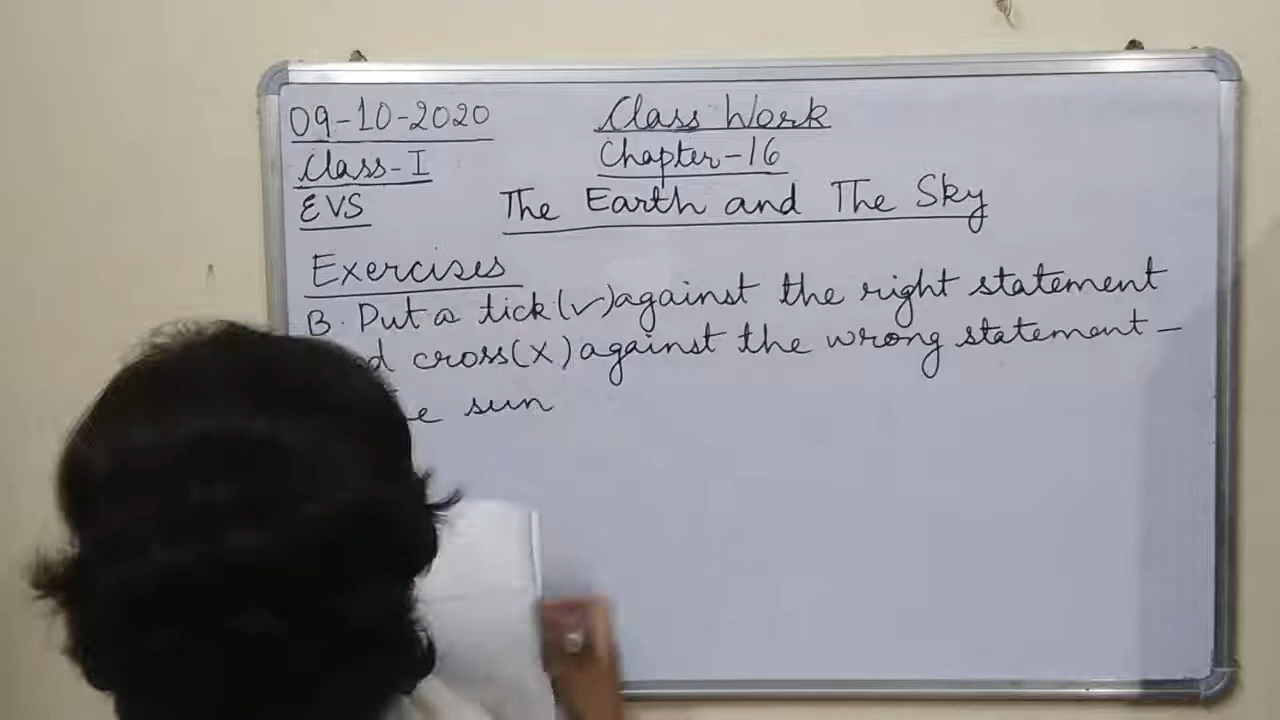 09-10-2020
Class Work
Class-I
Chapter-16
EVS
The Earth and The Sky
Exercises
B. Put a tick(✓)against the right statement
cross(X) against the wrong statement –
sun